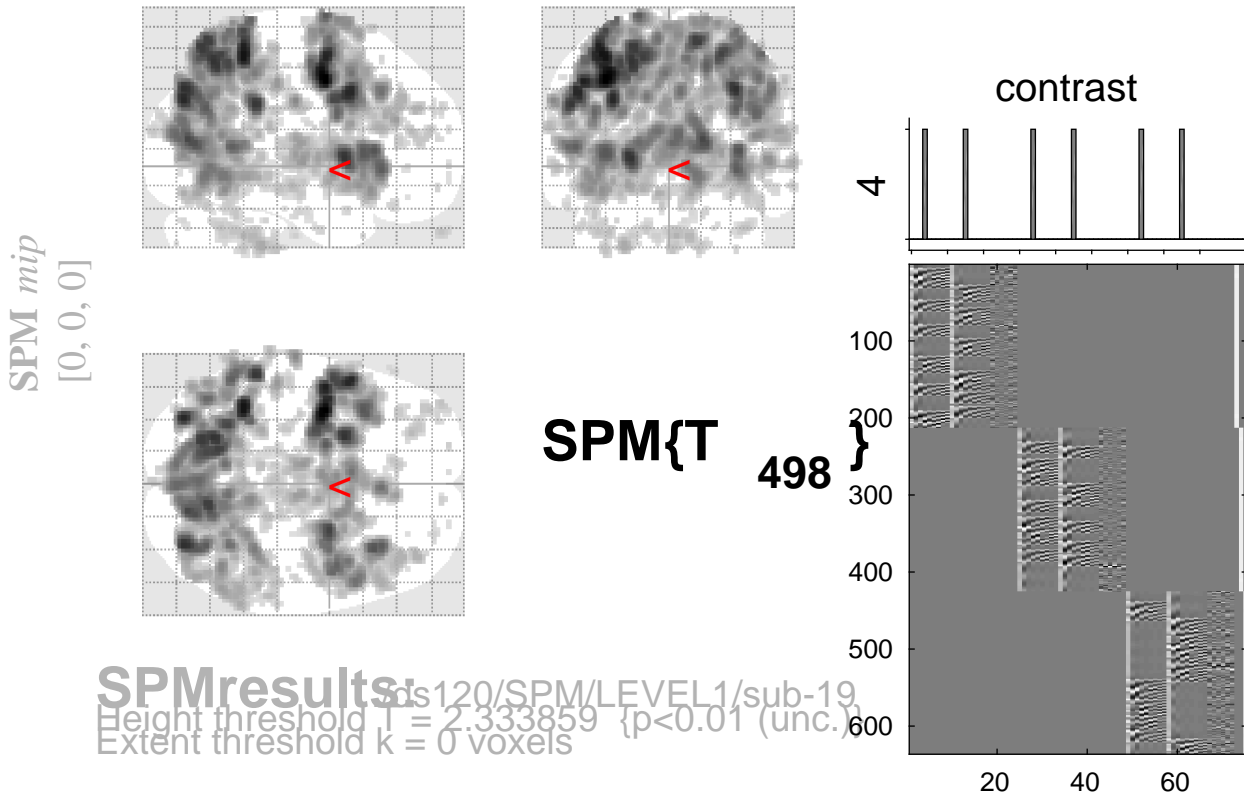 contrast
4
SPM mip
[0, 0, 0]
<
<
<
SPM{T 498 }
100
200
300
400
500
600
20 40 60
SPMresults: /ds120/SPM/LEVEL1/sub-19
Height threshold T = 2.333859 {p<0.01 (unc.)}
Extent threshold k = 0 voxels